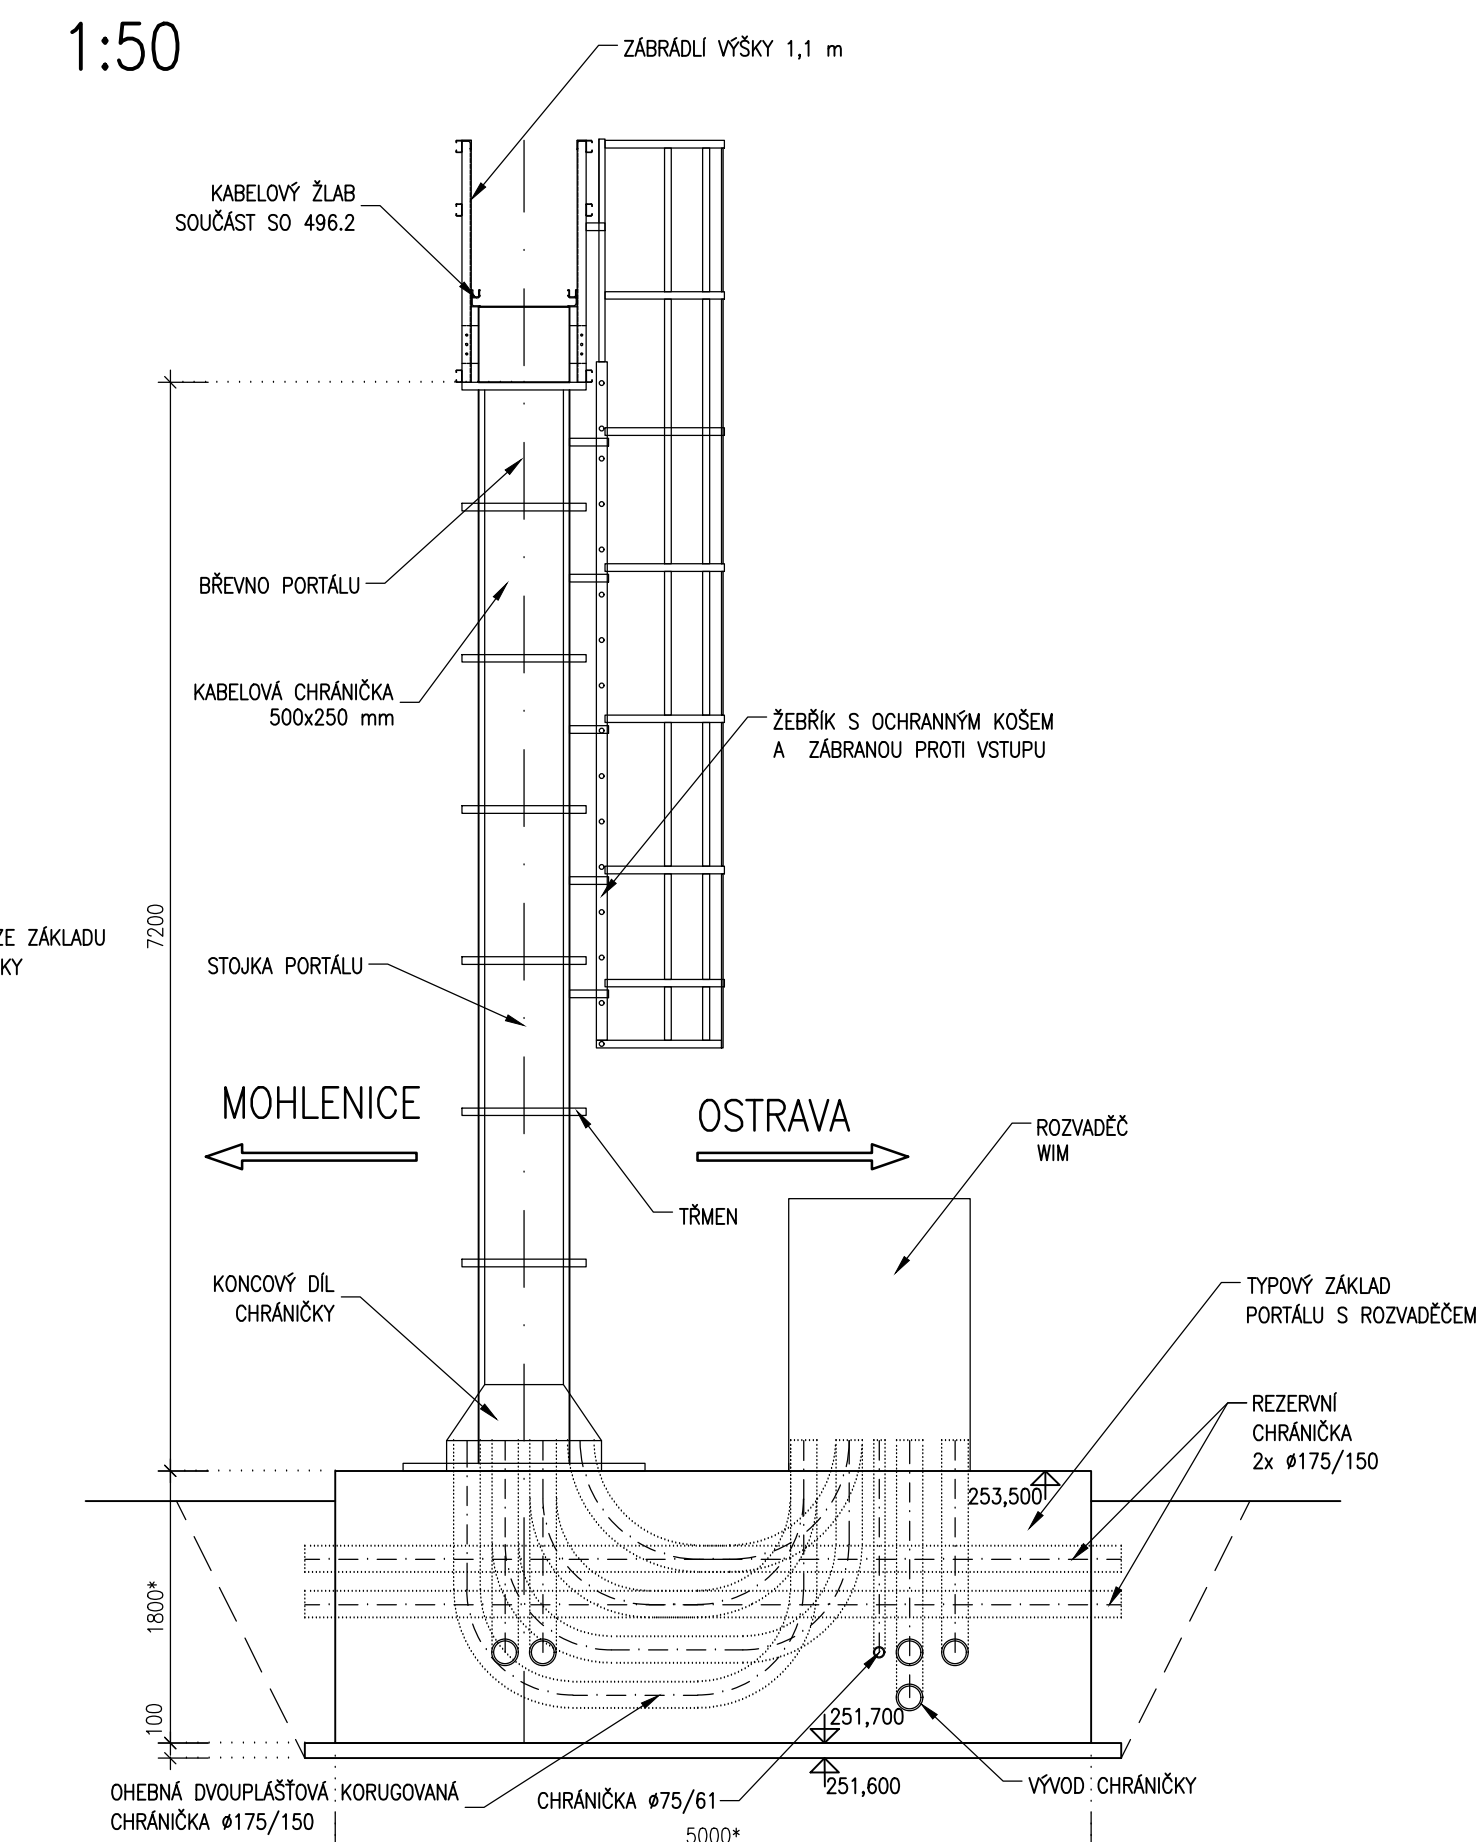 1:50
ZÁBRÁDLÍ VÝŠKY 1,1 m
KABELOVÝ ŽLAB
SOUČÁST SO 496.2
BŘEVNO PORTÁLU
KABELOVÁ CHRÁNIČKA
500x250 mm
ŽEBŘÍK S OCHRANNÝM KOŠEM
A ZÁBRANOU PROTI VSTUPU
7200
ZE ZÁKLADU
KY
STOJKA PORTÁLU
MOHLENICE
OSTRAVA
ROZVADĚČ
WIM
TŘMEN
KONCOVÝ DÍL
CHRÁNIČKY
TYPOVÝ ZÁKLAD
PORTÁLU S ROZVADĚČEM
REZERVNÍ
CHRÁNIČKA
2x ø175/150
253,500
1800*
100
251,700
251,600
OHEBNÁ DVOUPLÁŠŤOVÁ KORUGOVANÁ
CHRÁNIČKA ø175/150
CHRÁNIČKA ø75/61
VÝVOD CHRÁNIČKY
5000*